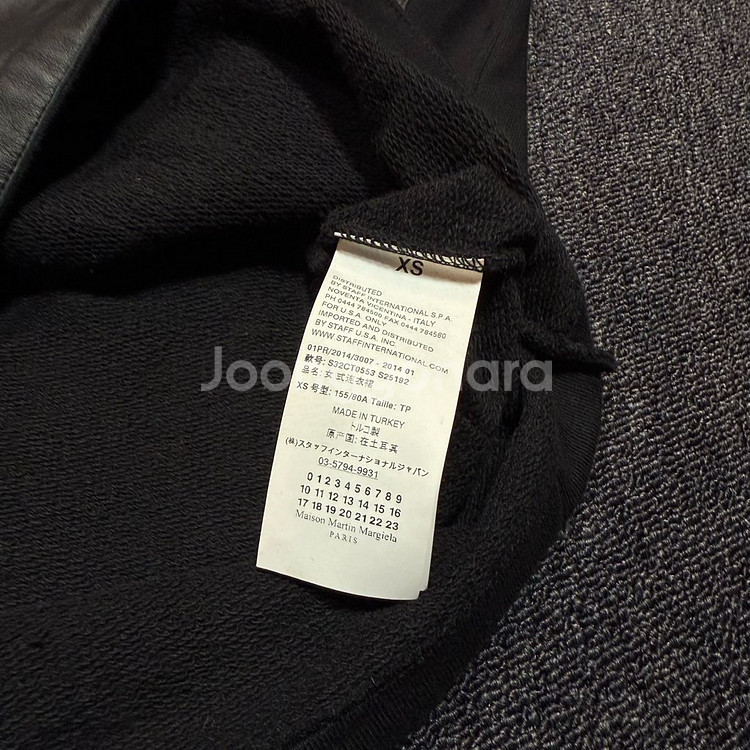 XS
DISTRIBUTED
BY STAFF INTERNATIONAL S.P.A.
NOVENTA VICENTINA - ITALY
PH 0444 784500 FAX 0444 784580
FOR U.S.A. ONLY
IMPORTED AND DISTRIBUTED
BY STAFF U.S.A. INC.
WWW.STAFFINTERNATIONAL.COM
01PR/2014/3007 - 2014 01
款号: S32CT0553 S25192
品名: 女式连衣裙
XS 号型: 155/80A Taille: TP
MADE IN TURKEY
トルコ製
原产国: 在土耳其
(株)スタッフインターナショナルジャパン
03-5794-9931
0 1 2 3 4 5 6 7 8 9
10 11 12 13 14 15 16
17 18 19 20 21 22 23
Maison Martin Margiela
PARIS